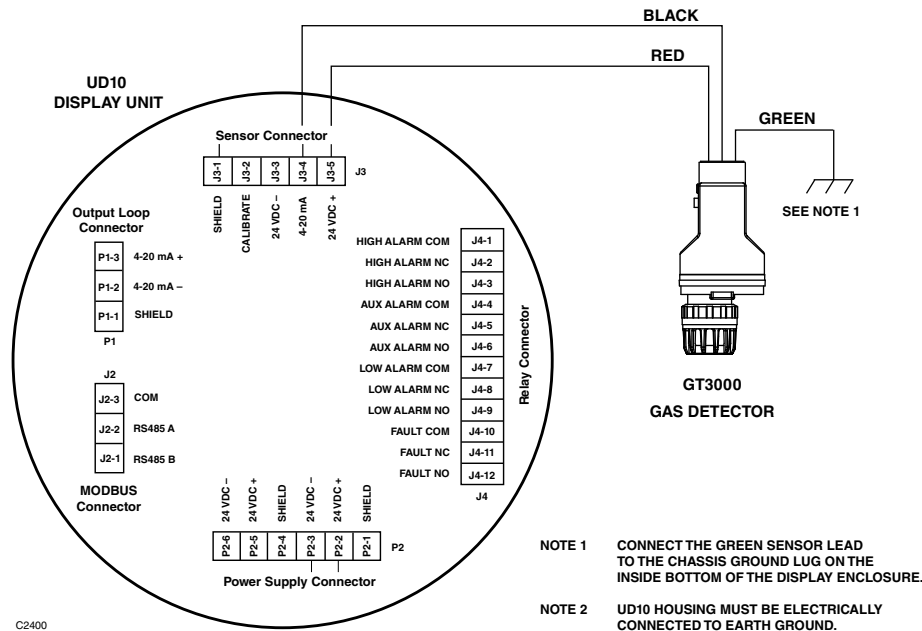 BLACK
RED
GREEN
SEE NOTE 1
UD10
DISPLAY UNIT
Sensor Connector
J3-1
J3-2
J3-3
J3-4
J3-5
J3
SHIELD
CALIBRATE
24 VDC –
4-20 mA
24 VDC +
Output Loop
Connector
P1-3 4-20 mA +
P1-2 4-20 mA –
P1-1 SHIELD
P1
J2
J2-3 COM
J2-2 RS485 A
J2-1 RS485 B
MODBUS
Connector
HIGH ALARM COM J4-1
HIGH ALARM NC J4-2
HIGH ALARM NO J4-3
AUX ALARM COM J4-4
AUX ALARM NC J4-5
AUX ALARM NO J4-6
LOW ALARM COM J4-7
LOW ALARM NC J4-8
LOW ALARM NO J4-9
FAULT COM J4-10
FAULT NC J4-11
FAULT NO J4-12
J4
Relay Connector
GT3000
GAS DETECTOR
24 VDC –
24 VDC +
SHIELD
24 VDC –
24 VDC +
SHIELD
P2-6
P2-5
P2-4
P2-3
P2-2
P2-1
P2
Power Supply Connector
NOTE 1 CONNECT THE GREEN SENSOR LEAD
TO THE CHASSIS GROUND LUG ON THE
INSIDE BOTTOM OF THE DISPLAY ENCLOSURE.
NOTE 2 UD10 HOUSING MUST BE ELECTRICALLY
CONNECTED TO EARTH GROUND.
C2400